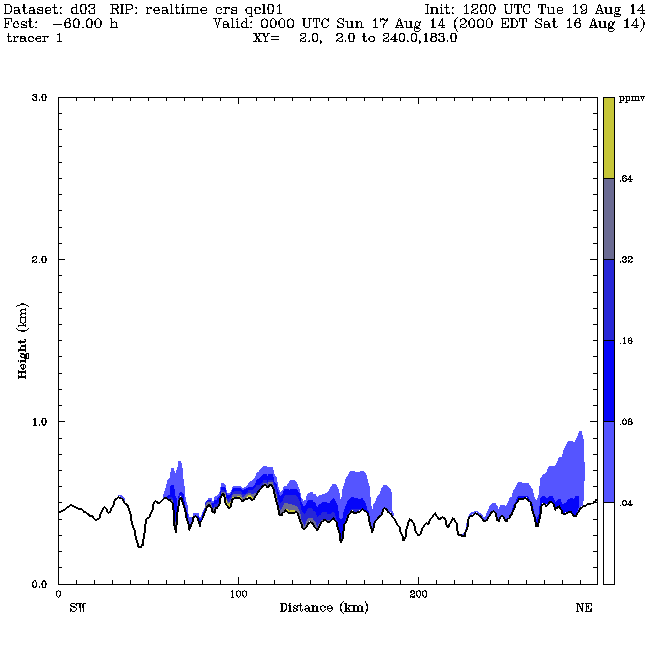 Dataset: d03 RIP: realtime crs qcl01 Init: 1200 UTC Tue 19 Aug 14
Fcst: -60.00 h Valid: 0000 UTC Sun 17 Aug 14 (2000 EDT Sat 16 Aug 14)
tracer 1 XY= 2.0, 2.0 to 240.0,183.0
3.0
ppmv
.64
2.0
.32
Height (km)
.16
1.0
.08
.04
0.0
0 100 200
SW Distance (km) NE